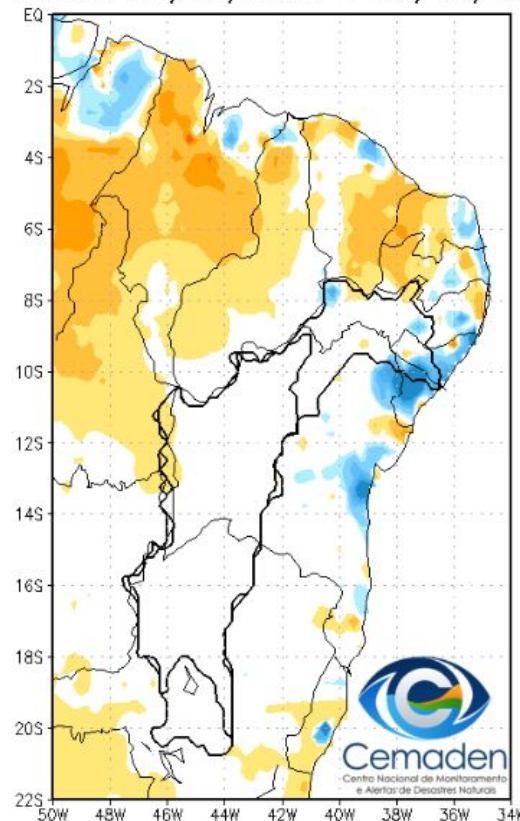 EQ
2S
4S
6S
8S
10S
12S
14S
16S
18S
20S
22S
50W 48W 46W 44W 42W 40W 38W 36W 34W
Cemaden
Centro Nacional de Monitoramento
e Alertas de Desastres Naturais